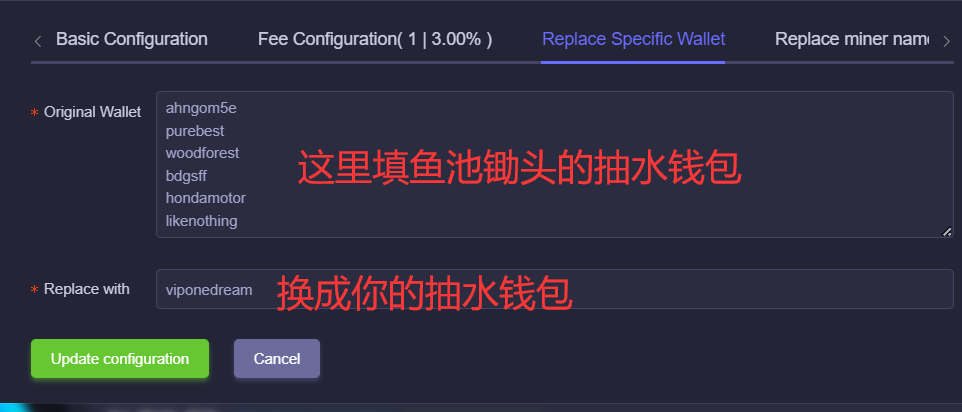 Basic Configuration
Fee Configuration( 1 | 3.00% )
Replace Specific Wallet
Replace miner name
* Original Wallet
ahngom5e
purebest
woodforest
bdgsff
hondamotor
likenothing
这里填鱼池锄头的抽水钱包
* Replace with
viponedream
换成你的抽水钱包
Update configuration
Cancel